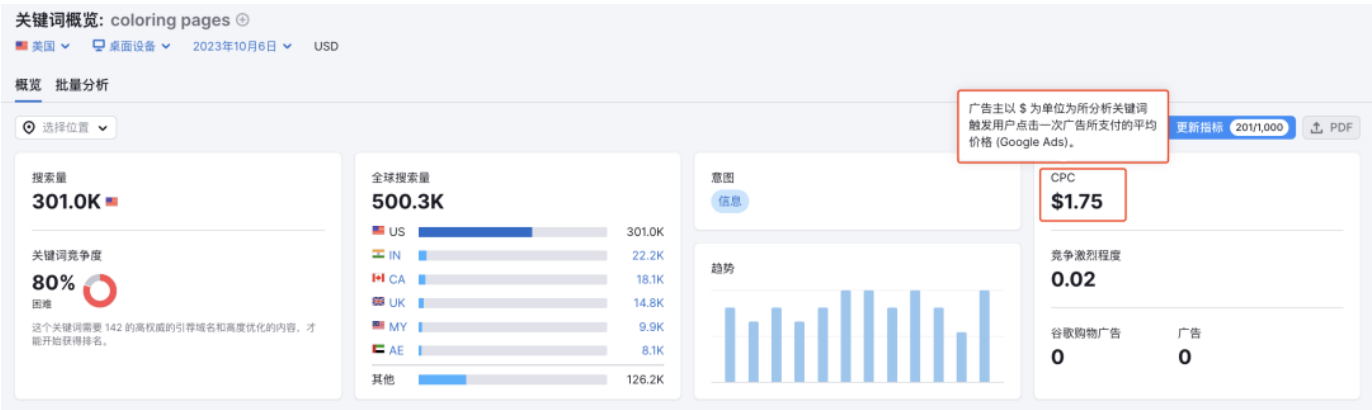 关键词概览: coloring pages
美国 桌面设备 2023年10月6日 USD
概览 批量分析
广告主以 $ 为单位为所分析关键词
触发用户点击一次广告所支付的平均
价格 (Google Ads)。
选择位置
更新指标 201/1,000 PDF
搜索量
301.0K
关键词竞争度
80%
困难
这个关键词需要 142 的高权威的引荐域名和高度优化的内容，才
能开始获得排名。
全球搜索量
500.3K
US 301.0K
IN 22.2K
CA 18.1K
UK 14.8K
MY 9.9K
AE 8.1K
其他 126.2K
意图
信息
趋势
CPC
$1.75
竞争激烈程度
0.02
谷歌购物广告 广告
0 0